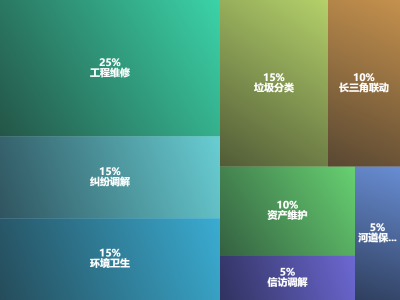 25%
工程维修
15%
纠纷调解
15%
环境卫生
15%
垃圾分类
10%
长三角联动
10%
资产维护
5%
信访调解
5%
河道保...